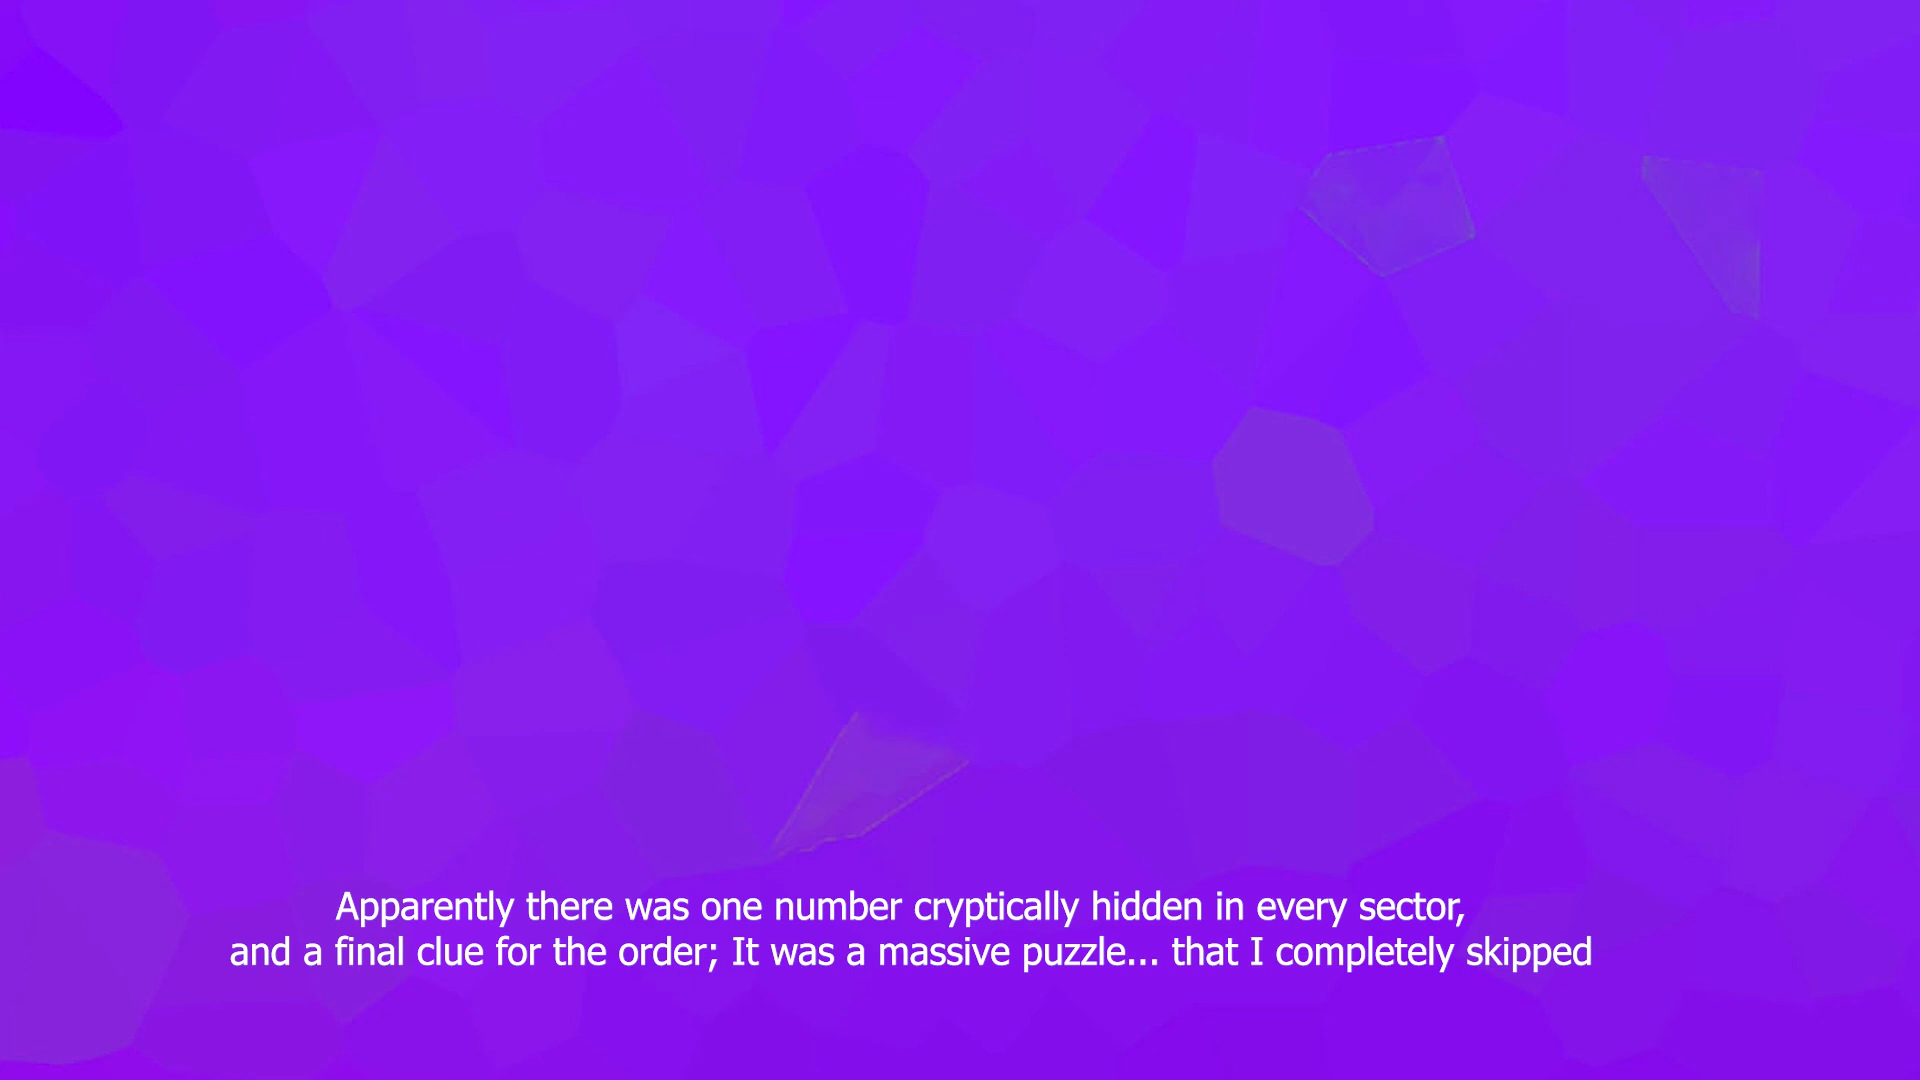 Apparently there was one number cryptically hidden in every sector,
and a final clue for the order; It was a massive puzzle... that I completely skipped